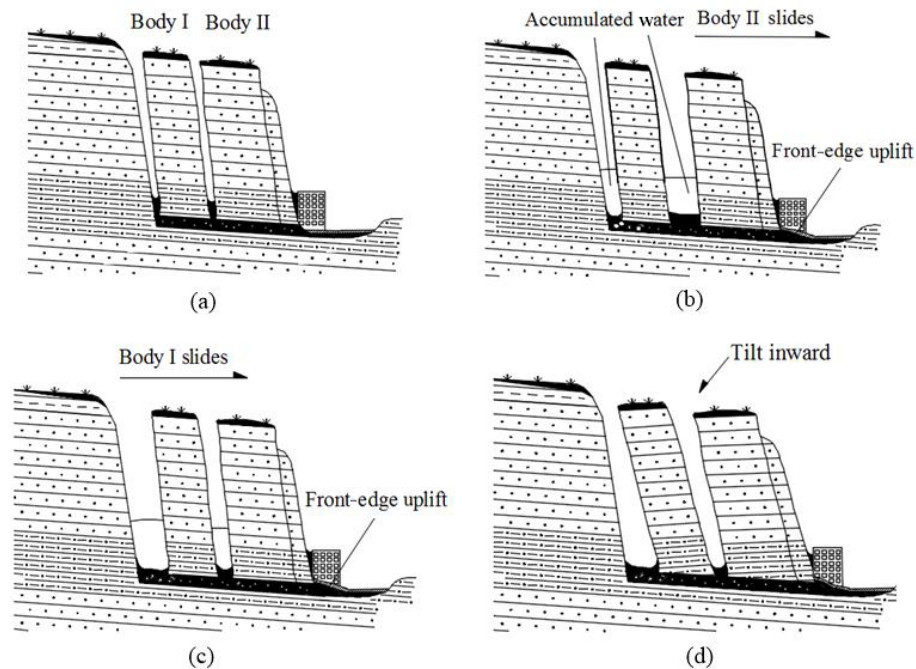 Body I Body II
(a)
Accumulated water
Body II slides
Front-edge uplift
(b)
Body I slides
Front-edge uplift
(c)
Tilt inward
(d)